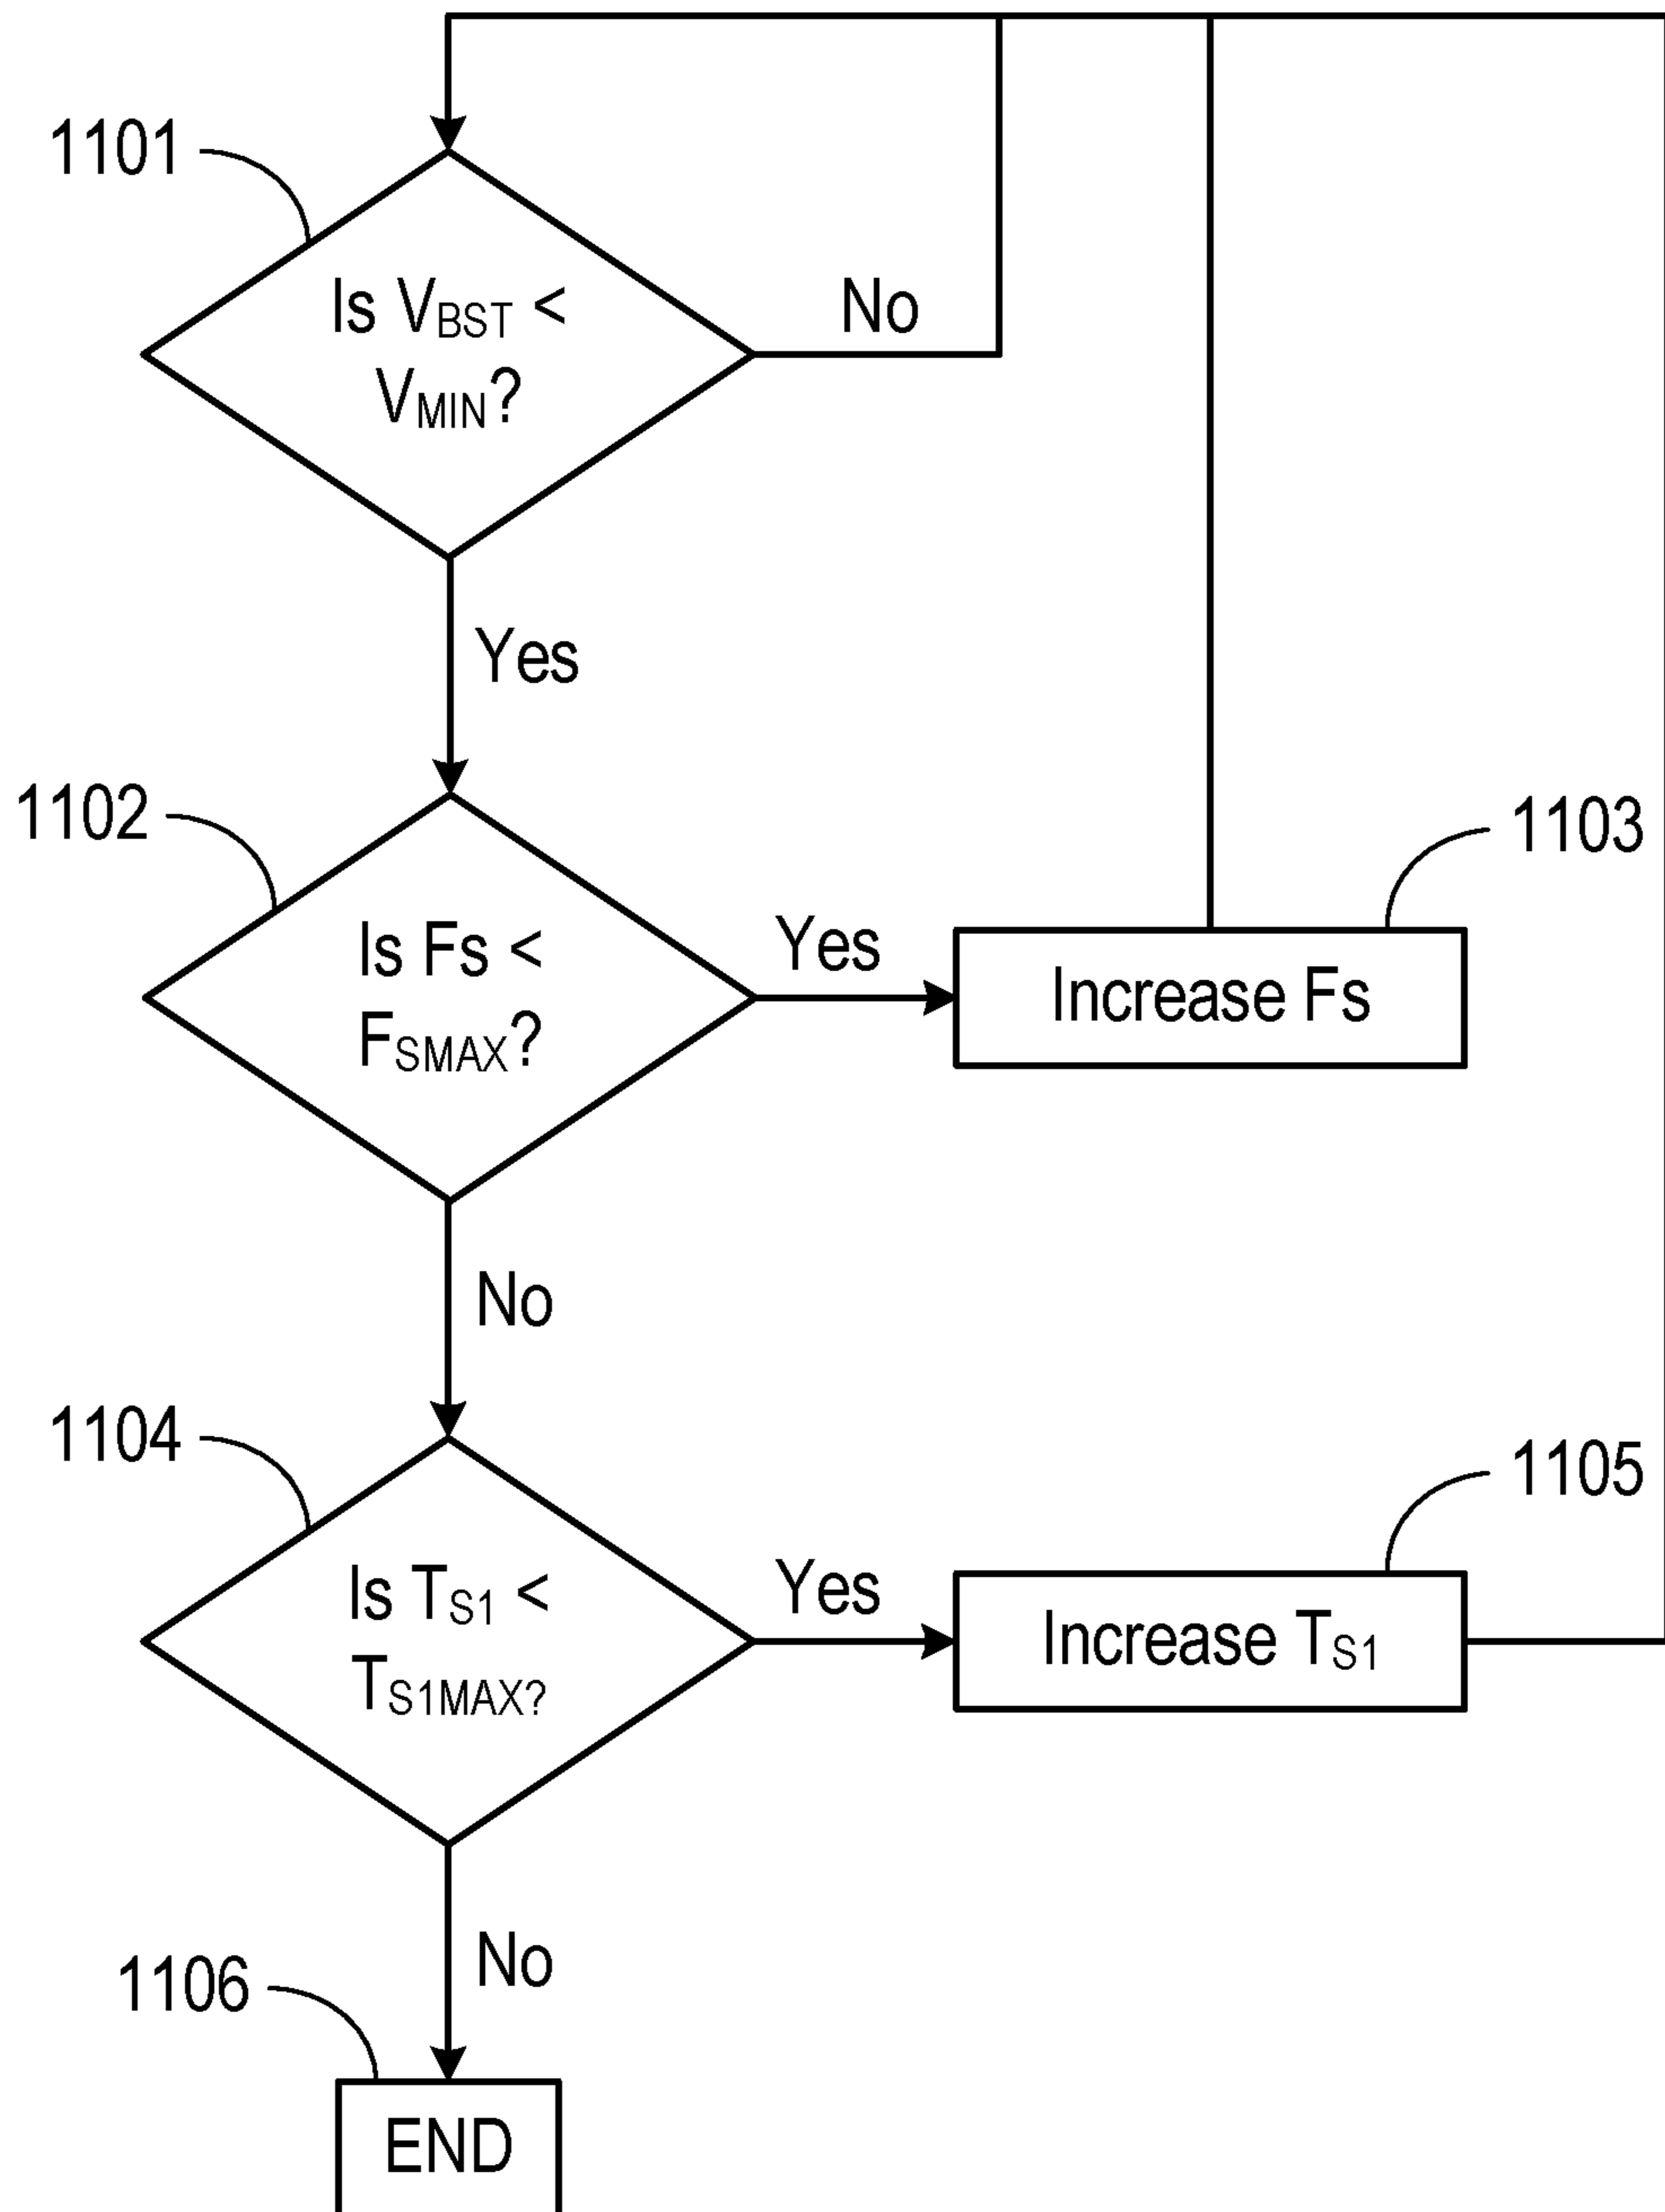 1101
Is VBST <
VMIN?
No
Yes
1102
Is Fs <
FSMAX?
Yes
1103
Increase Fs
No
1104
Is TS1 <
TS1MAX?
Yes
1105
Increase TS1
No
1106
END